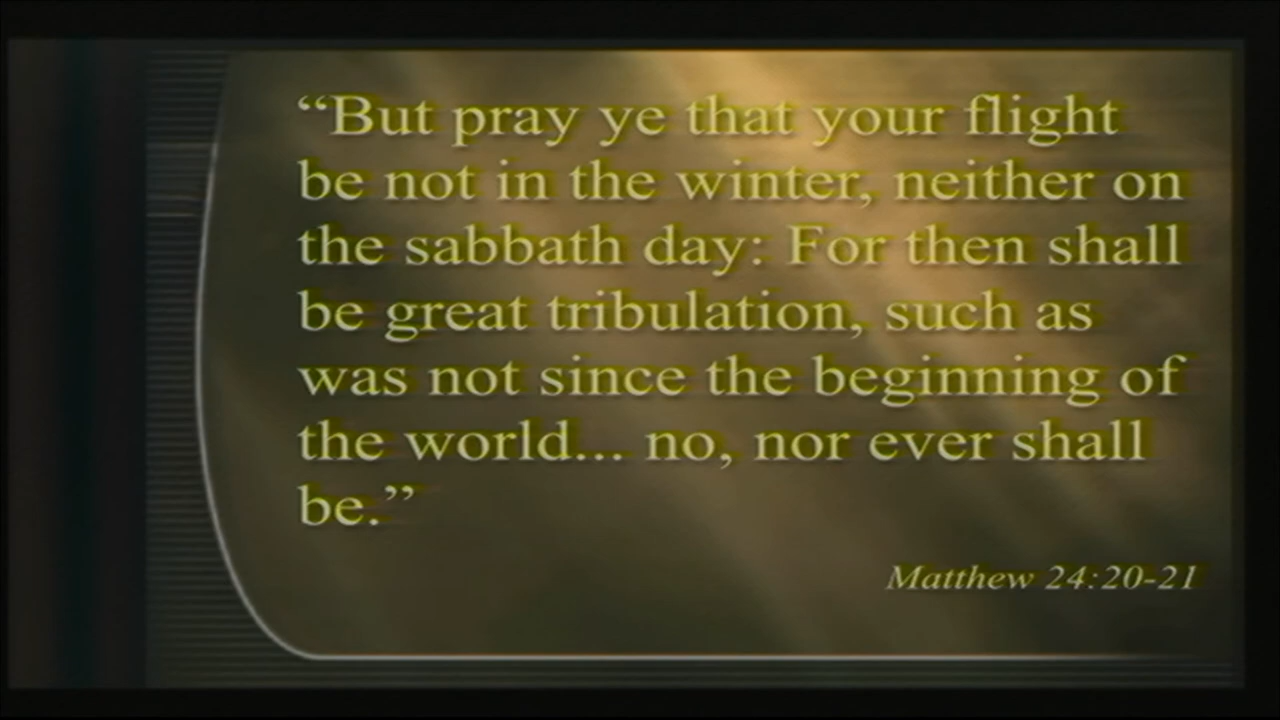 “But pray ye that your flight
be not in the winter, neither on
the sabbath day: For then shall
be great tribulation, such as
was not since the beginning of
the world... no, nor ever shall
be.”
Matthew 24:20-21